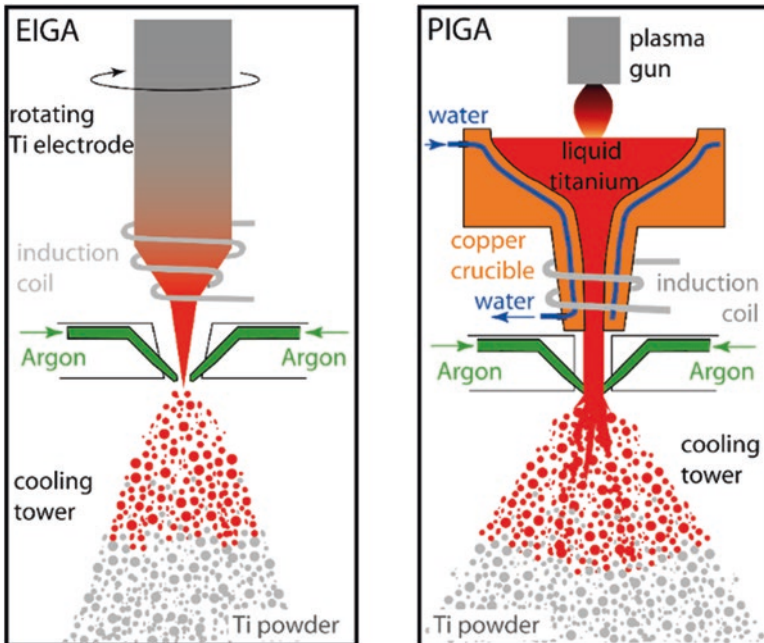 EIGA
rotating
Ti electrode
induction
coil
Argon
Argon
cooling
tower
Ti powder
PIGA
plasma
gun
water
liquid
titanium
copper
crucible
water
induction
coil
Argon
Argon
cooling
tower
Ti powder